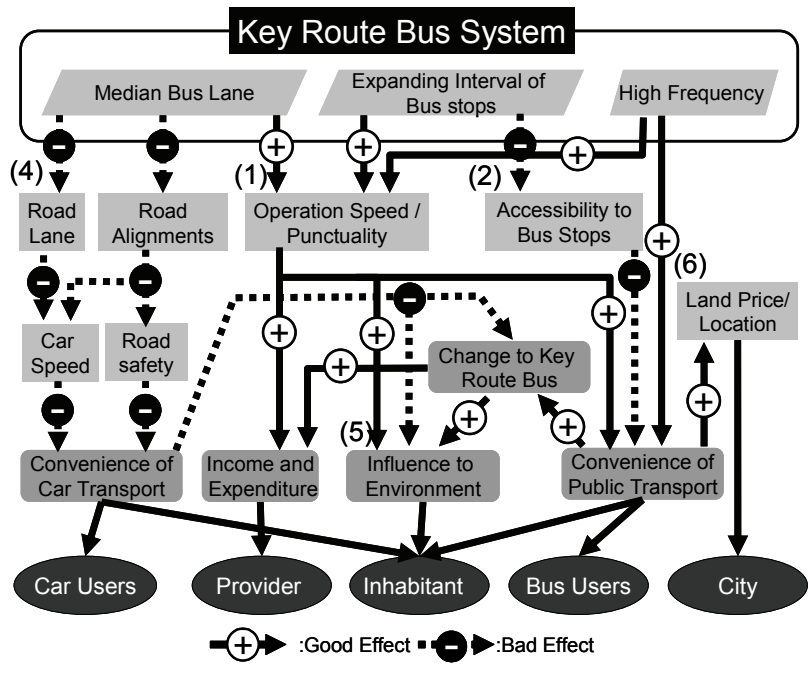 Key Route Bus System
Median Bus Lane
Expanding Interval of
Bus stops
High Frequency
- - + + - +
(4) (1) (2)
Road
Lane
Road
Alignments
Operation Speed /
Punctuality
Accessibility to
Bus Stops
+
(6)
- - - -
+ + +
Land Price/
Location
Car
Speed
Road
safety
Change to Key
Route Bus
+
- - + + +
(5)
Convenience of
Car Transport
Income and
Expenditure
Influence to
Environment
Convenience of
Public Transport
Car Users
Provider
Inhabitant
Bus Users
City
+ :Good Effect - :Bad Effect